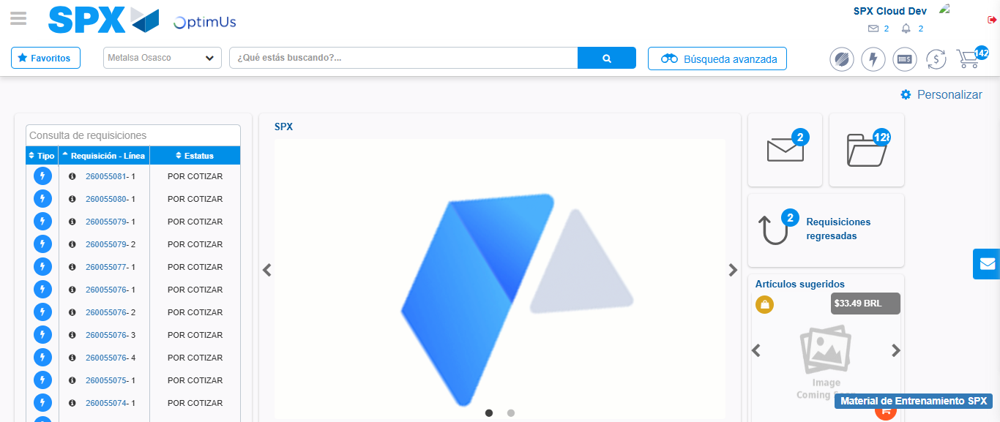 SPX OptimUs
SPX Cloud Dev
2 2
Favoritos
Metalsa Osasco
¿Qué estás buscando?...
Búsqueda avanzada
142
Personalizar
Consulta de requisiciones
Tipo Requisición - Línea Estatus
260055081- 1 POR COTIZAR
260055080- 1 POR COTIZAR
260055079- 1 POR COTIZAR
260055079- 2 POR COTIZAR
260055077- 1 POR COTIZAR
260055076- 1 POR COTIZAR
260055076- 2 POR COTIZAR
260055076- 3 POR COTIZAR
260055076- 4 POR COTIZAR
260055075- 1 POR COTIZAR
260055074- 1 POR COTIZAR
SPX
2
2
Requisiciones
regresadas
Artículos sugeridos
$33.49 BRL
Image
Coming
Material de Entrenamiento SPX